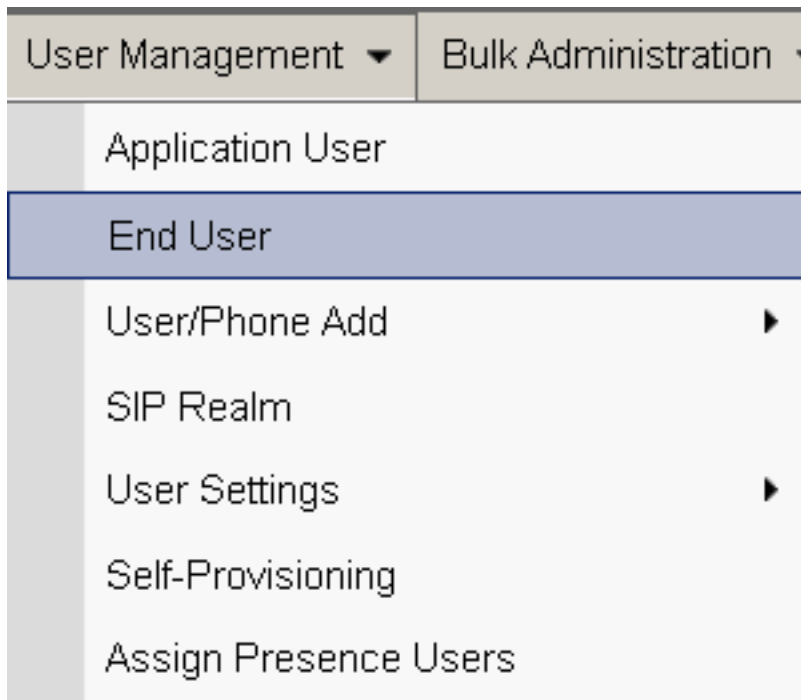 User Management Bulk Administration
Application User
End User
User/Phone Add
SIP Realm
User Settings
Self-Provisioning
Assign Presence Users